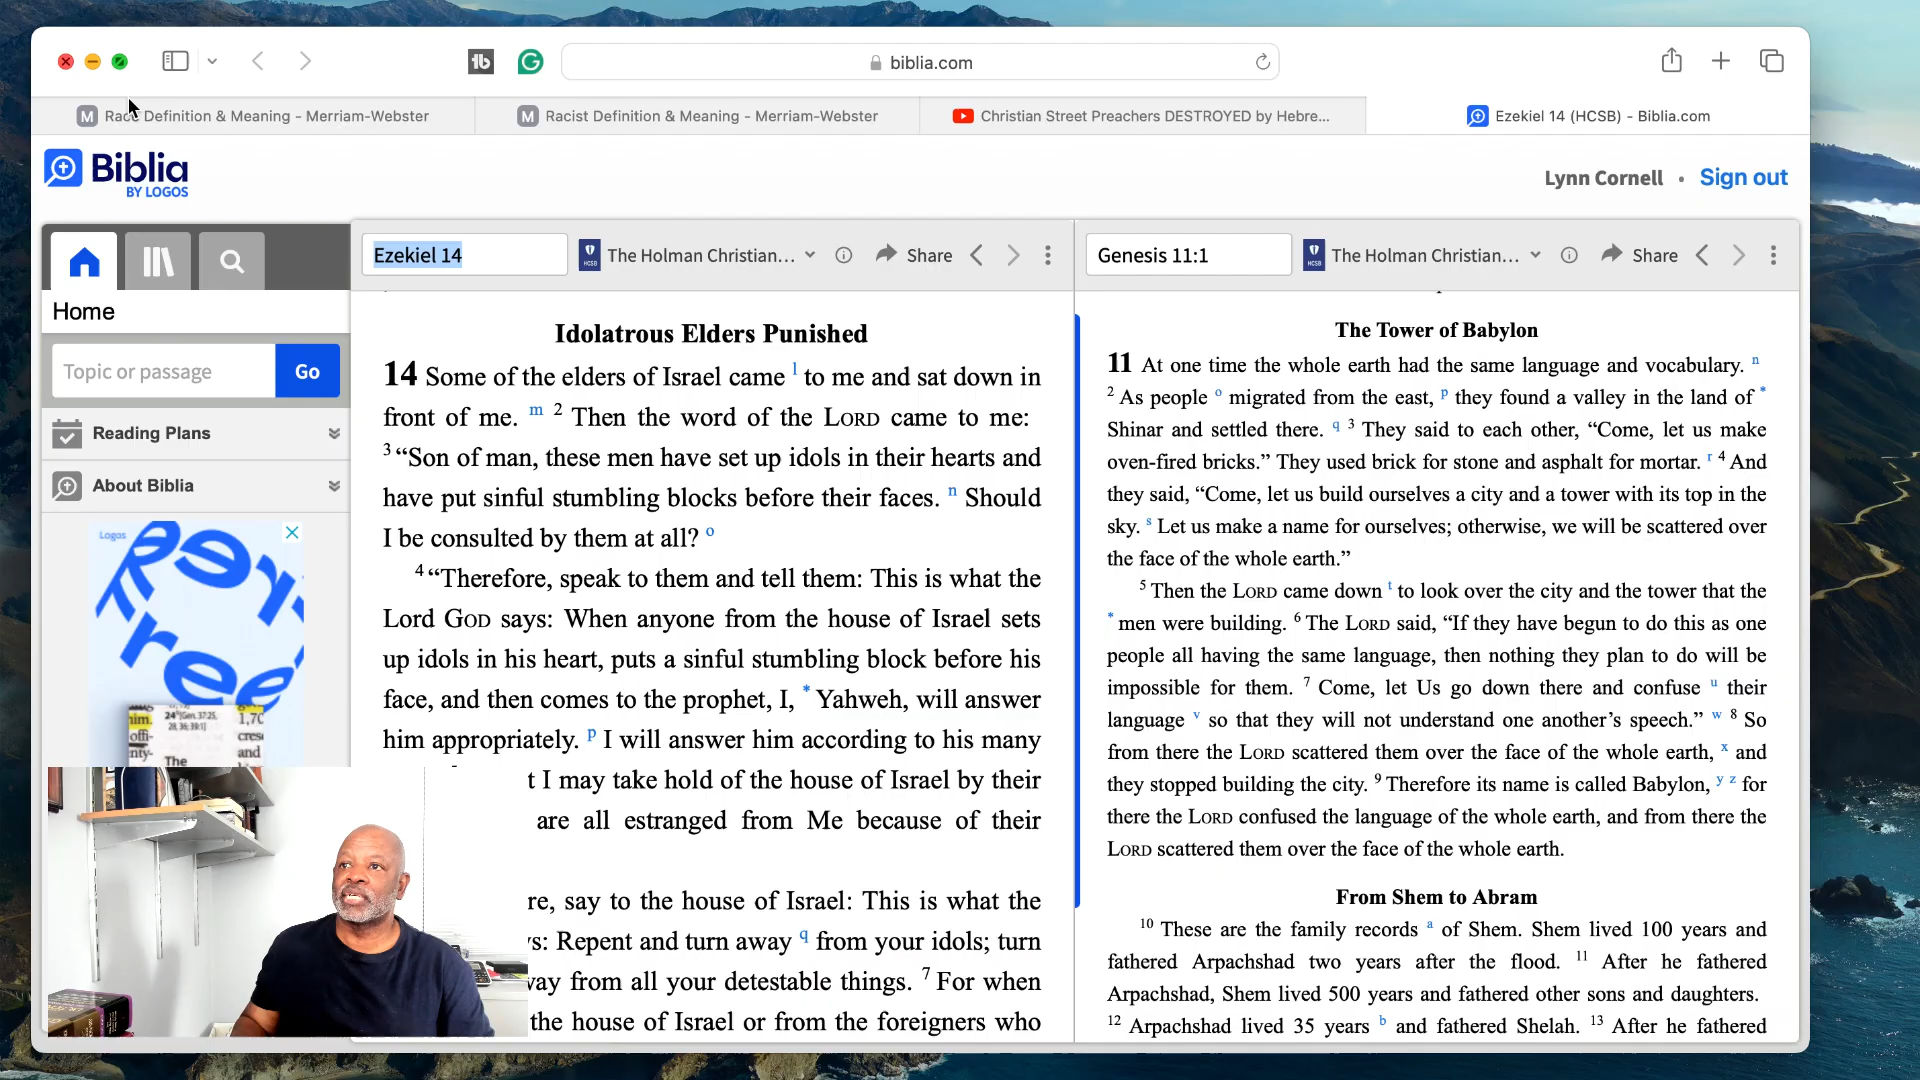 biblia.com
Race Definition & Meaning - Merriam-Webster
Racist Definition & Meaning - Merriam-Webster
Christian Street Preachers DESTROYED by Hebre...
Ezekiel 14 (HCSB) - Biblia.com
Biblia
BY LOGOS
Lynn Cornell • Sign out
Home
Topic or passage
Go
Reading Plans
About Biblia
Logos
Free
Free
him.
24
[Gen. 37:25,
28, 36; 39:1]
and
The
Ezekiel 14
HCSB
The Holman Christian...
Share
Idolatrous Elders Punished
14 Some of the elders of Israel came l to me and sat down in
front of me. m 2 Then the word of the LORD came to me:
3 “Son of man, these men have set up idols in their hearts and
have put sinful stumbling blocks before their faces. n Should
I be consulted by them at all? o
4 “Therefore, speak to them and tell them: This is what the
Lord GOD says: When anyone from the house of Israel sets
up idols in his heart, puts a sinful stumbling block before his
face, and then comes to the prophet, I, * Yahweh, will answer
him appropriately. p I will answer him according to his many
t I may take hold of the house of Israel by their
are all estranged from Me because of their
re, say to the house of Israel: This is what the
s: Repent and turn away q from your idols; turn
way from all your detestable things. 7 For when
the house of Israel or from the foreigners who
Genesis 11:1
HCSB
The Holman Christian...
Share
The Tower of Babylon
11 At one time the whole earth had the same language and vocabulary. n
2 As people o migrated from the east, p they found a valley in the land of *
Shinar and settled there. q 3 They said to each other, “Come, let us make
oven-fired bricks.” They used brick for stone and asphalt for mortar. r 4 And
they said, “Come, let us build ourselves a city and a tower with its top in the
sky. s Let us make a name for ourselves; otherwise, we will be scattered over
the face of the whole earth.”
5 Then the LORD came down t to look over the city and the tower that the
* men were building. 6 The LORD said, “If they have begun to do this as one
people all having the same language, then nothing they plan to do will be
impossible for them. 7 Come, let Us go down there and confuse u their
language v so that they will not understand one another’s speech.” w 8 So
from there the LORD scattered them over the face of the whole earth, x and
they stopped building the city. 9 Therefore its name is called Babylon, y z for
there the LORD confused the language of the whole earth, and from there the
LORD scattered them over the face of the whole earth.
From Shem to Abram
10 These are the family records a of Shem. Shem lived 100 years and
fathered Arpachshad two years after the flood. 11 After he fathered
Arpachshad, Shem lived 500 years and fathered other sons and daughters.
12 Arpachshad lived 35 years b and fathered Shelah. 13 After he fathered